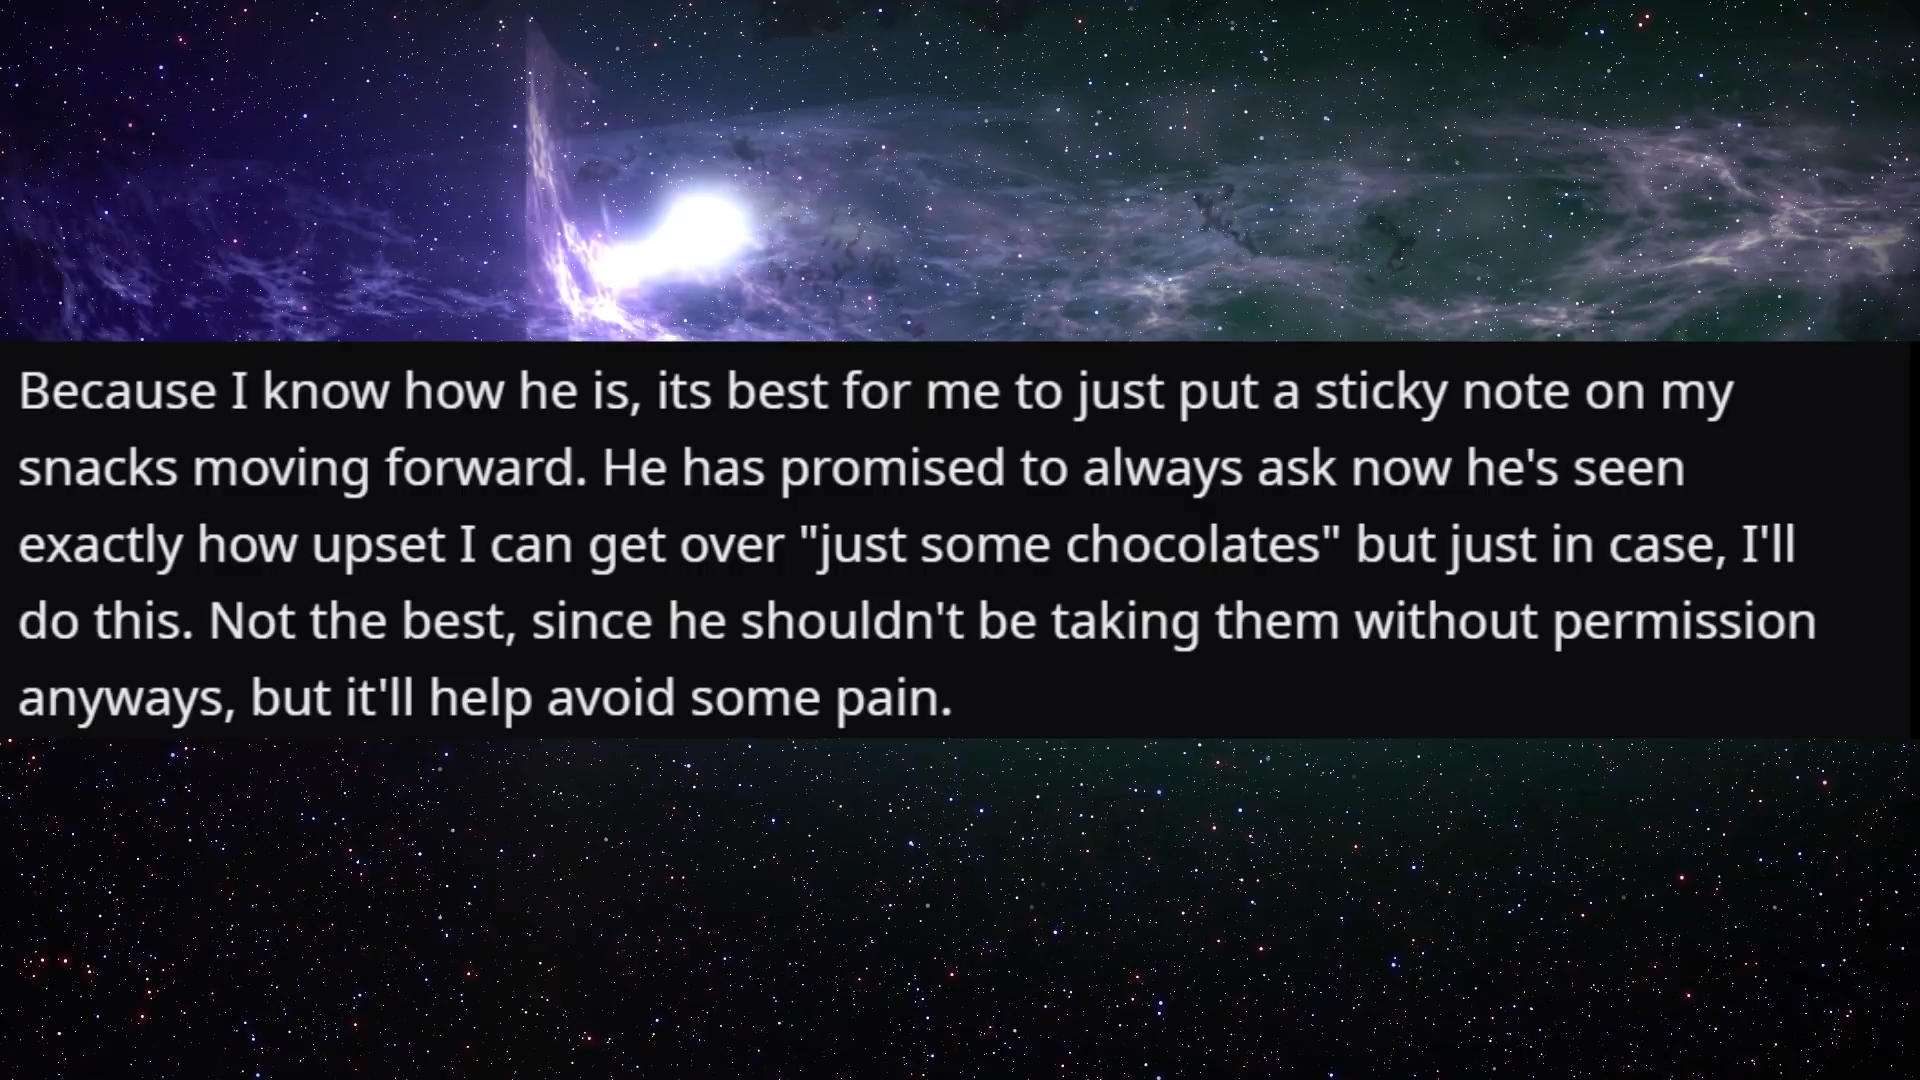 Because I know how he is, its best for me to just put a sticky note on my
snacks moving forward. He has promised to always ask now he's seen
exactly how upset I can get over "just some chocolates" but just in case, I'll
do this. Not the best, since he shouldn't be taking them without permission
anyways, but it'll help avoid some pain.